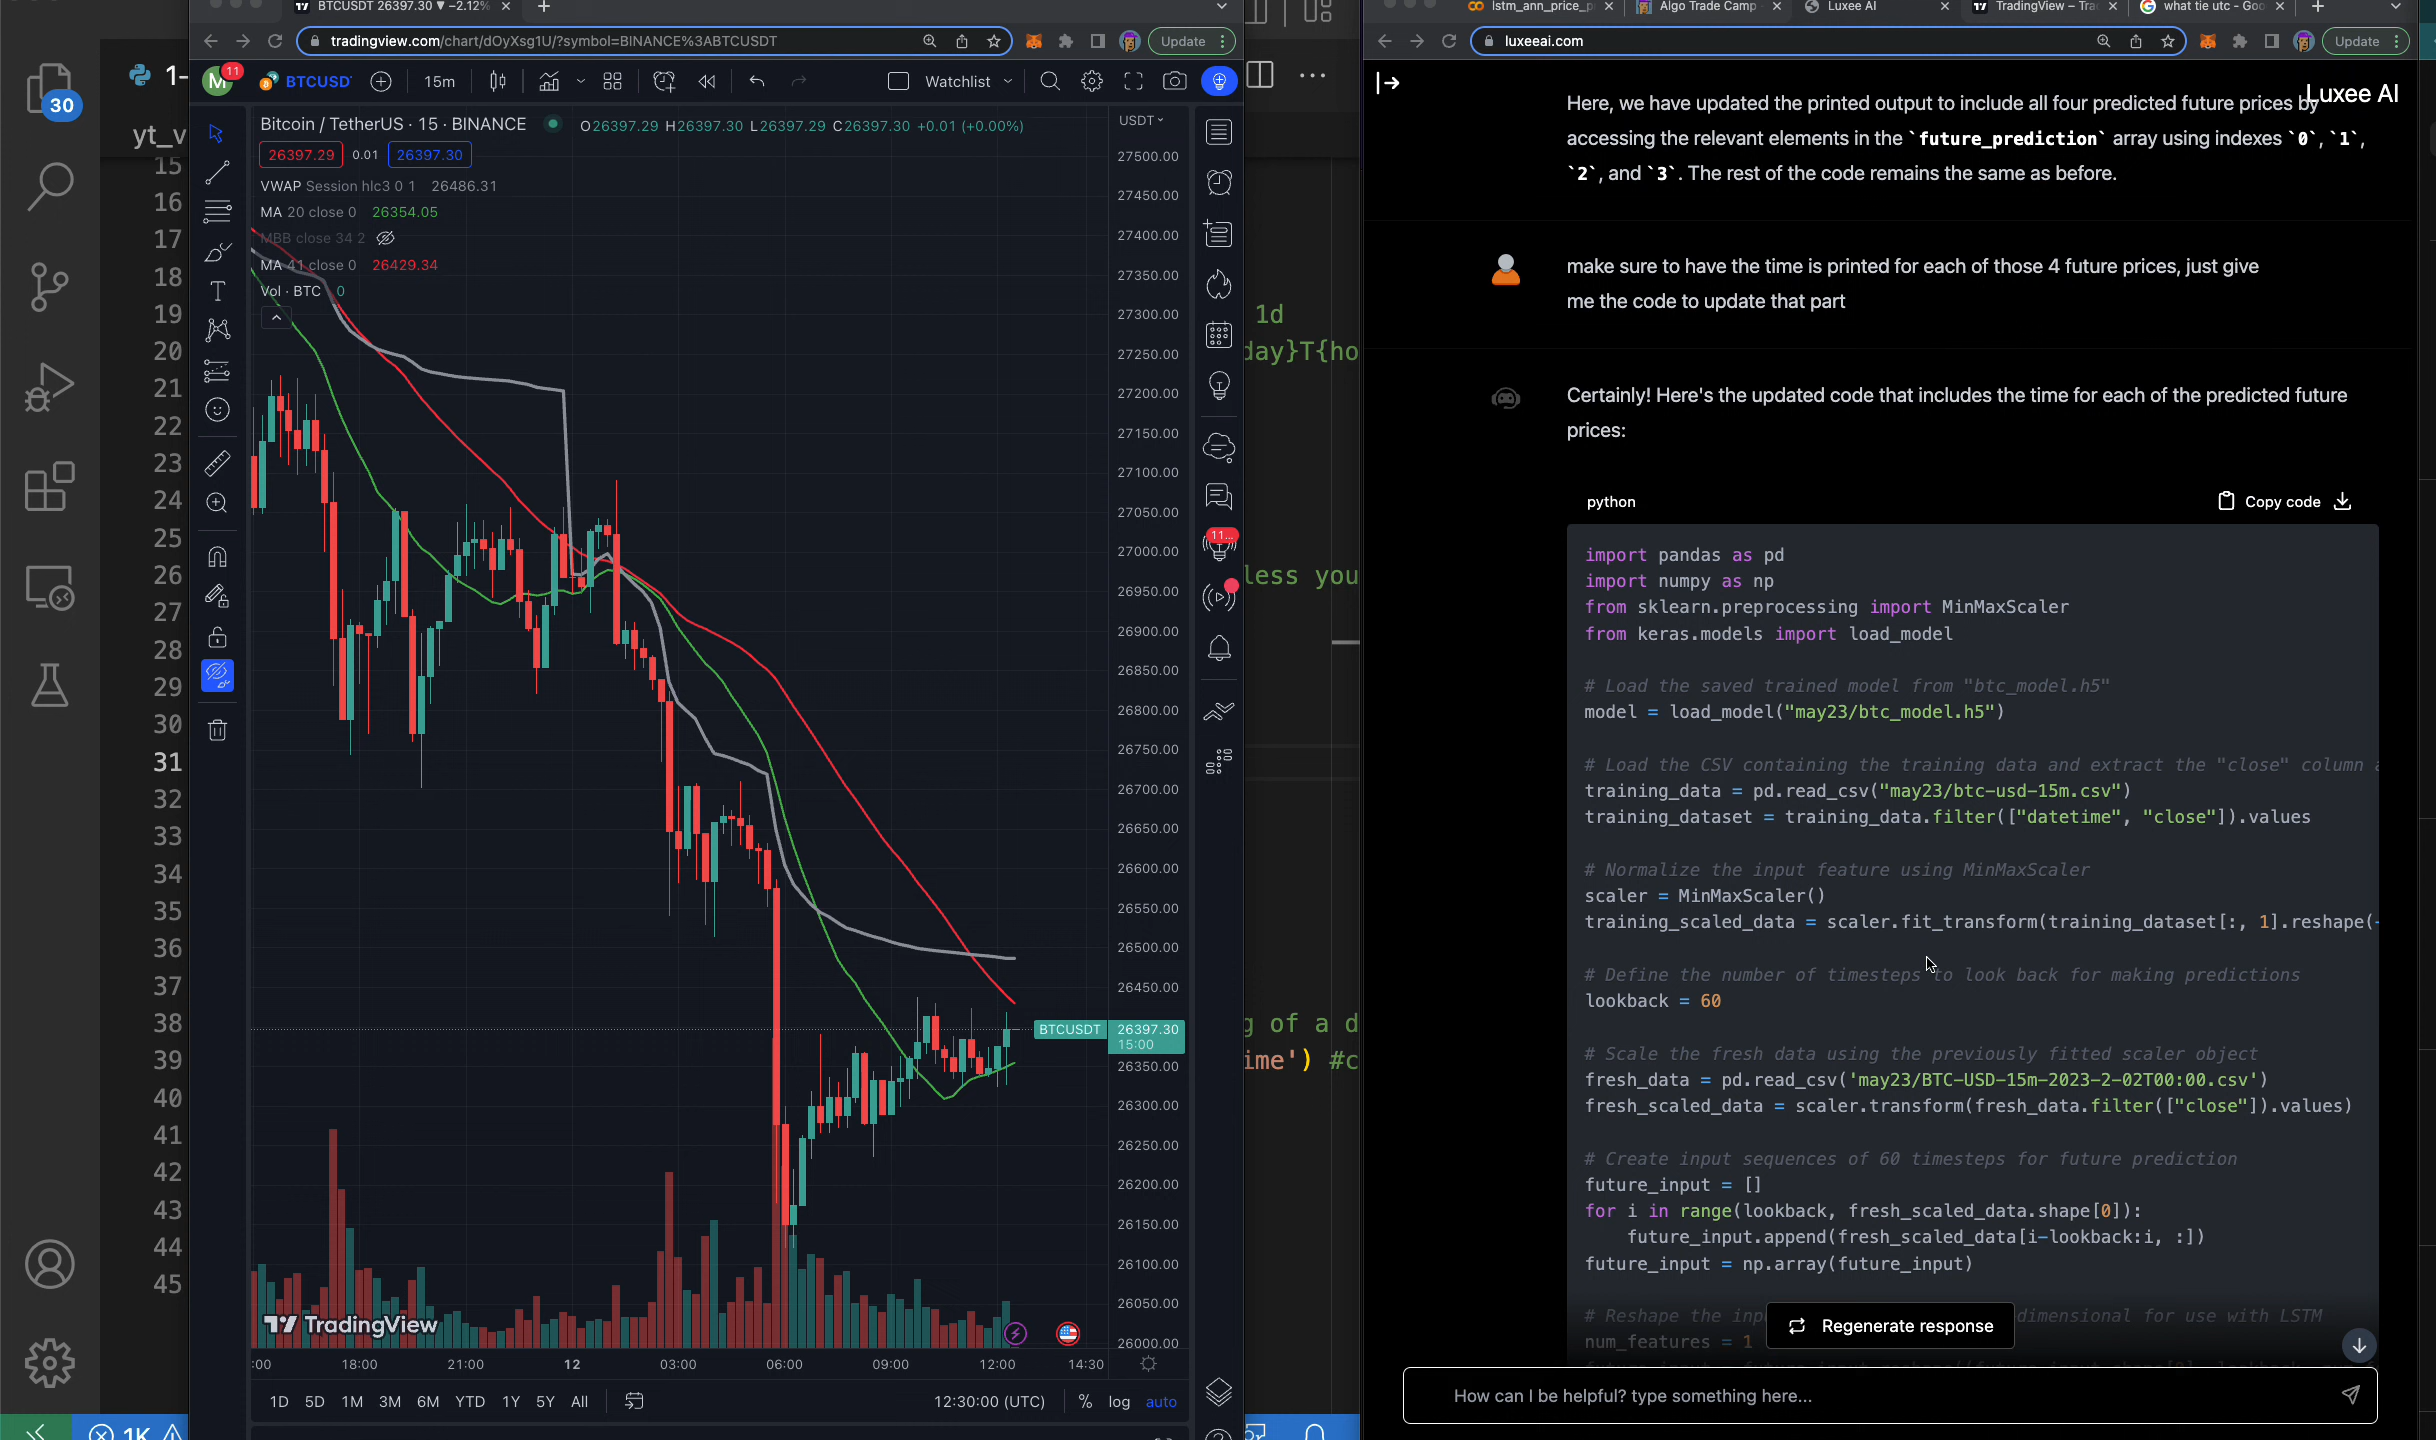 BTCUSDT 26397.30 ▼ −2.12%
tradingview.com/chart/dOyXsg1U/?symbol=BINANCE%3ABTCUSDT
Update
M
11
BTCUSD
15m
Watchlist
Bitcoin / TetherUS · 15 · BINANCE
O26397.29 H26397.30 L26397.29 C26397.30 +0.01 (+0.00%)
26397.29 0.01 26397.30
VWAP Session hlc3 0 1 26486.31
MA 20 close 0 26354.05
MBB close 34 2
MA 41 close 0 26429.34
Vol · BTC 0
USDT
27500.00
27450.00
27400.00
27350.00
27300.00
27250.00
27200.00
27150.00
27100.00
27050.00
27000.00
26950.00
26900.00
26850.00
26800.00
26750.00
26700.00
26650.00
26600.00
26550.00
26500.00
26450.00
BTCUSDT 26397.30
15:00
26350.00
26300.00
26250.00
26200.00
26150.00
26100.00
26050.00
26000.00
TradingView
:00 18:00 21:00 12 03:00 06:00 09:00 12:00 14:30
1D 5D 1M 3M 6M YTD 1Y 5Y All
12:30:00 (UTC) % log auto
11...
30
1-
yt_v
15
16
17
18
19
20
21
22
23
24
25
26
27
28
29
30
31
32
33
34
35
36
37
38
39
40
41
42
43
44
45
1K
1d
day}T{ho
less you
g of a d
ime') #c
lstm_ann_price_p
Algo Trade Camp
Luxee AI
TradingView – Tra
what tie utc - Goo
luxeeai.com
Update
Luxee AI
Here, we have updated the printed output to include all four predicted future prices by
accessing the relevant elements in the `future_prediction` array using indexes `0`, `1`,
`2`, and `3`. The rest of the code remains the same as before.
make sure to have the time is printed for each of those 4 future prices, just give
me the code to update that part
Certainly! Here's the updated code that includes the time for each of the predicted future
prices:
python
Copy code
import pandas as pd
import numpy as np
from sklearn.preprocessing import MinMaxScaler
from keras.models import load_model
# Load the saved trained model from "btc_model.h5"
model = load_model("may23/btc_model.h5")
# Load the CSV containing the training data and extract the "close" column
training_data = pd.read_csv("may23/btc-usd-15m.csv")
training_dataset = training_data.filter(["datetime", "close"]).values
# Normalize the input feature using MinMaxScaler
scaler = MinMaxScaler()
training_scaled_data = scaler.fit_transform(training_dataset[:, 1].reshape(-
# Define the number of timesteps to look back for making predictions
lookback = 60
# Scale the fresh data using the previously fitted scaler object
fresh_data = pd.read_csv('may23/BTC-USD-15m-2023-2-02T00:00.csv')
fresh_scaled_data = scaler.transform(fresh_data.filter(["close"]).values)
# Create input sequences of 60 timesteps for future prediction
future_input = []
for i in range(lookback, fresh_scaled_data.shape[0]):
future_input.append(fresh_scaled_data[i-lookback:i, :])
future_input = np.array(future_input)
# Reshape the inp dimensional for use with LSTM
num_features = 1
Regenerate response
How can I be helpful? type something here...